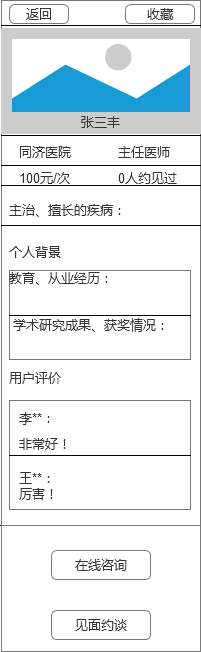 返回 收藏
张三丰
同济医院 主任医师
100元/次 0人约见过
主治、擅长的疾病：
个人背景
教育、从业经历：
学术研究成果、获奖情况：
用户评价
李**：
非常好！
王**：
厉害！
在线咨询
见面约谈